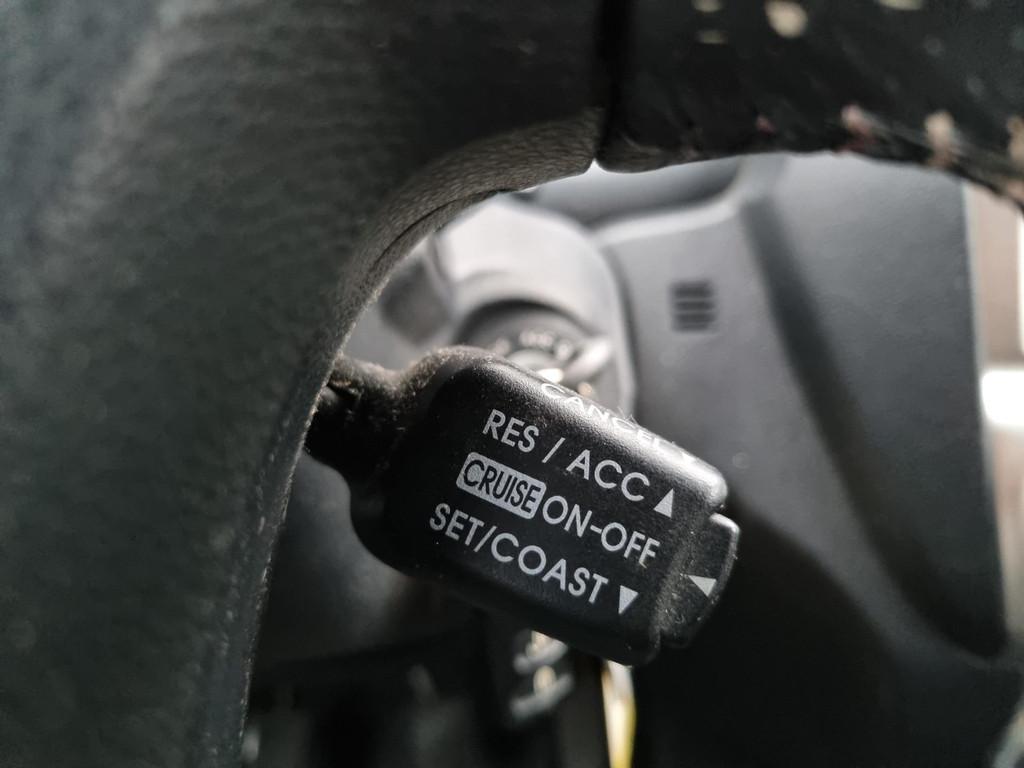 CANCEL
RES / ACC ▲
CRUISE ON-OFF ◀
SET/COAST ▼